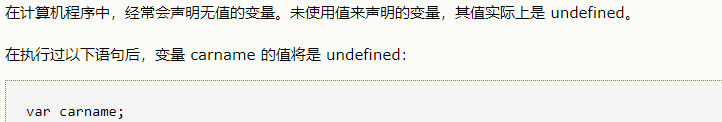 在计算机程序中，经常会声明无值的变量。未使用值来声明的变量，其值实际上是 undefined。
在执行过以下语句后，变量 carname 的值将是 undefined：
var carname;